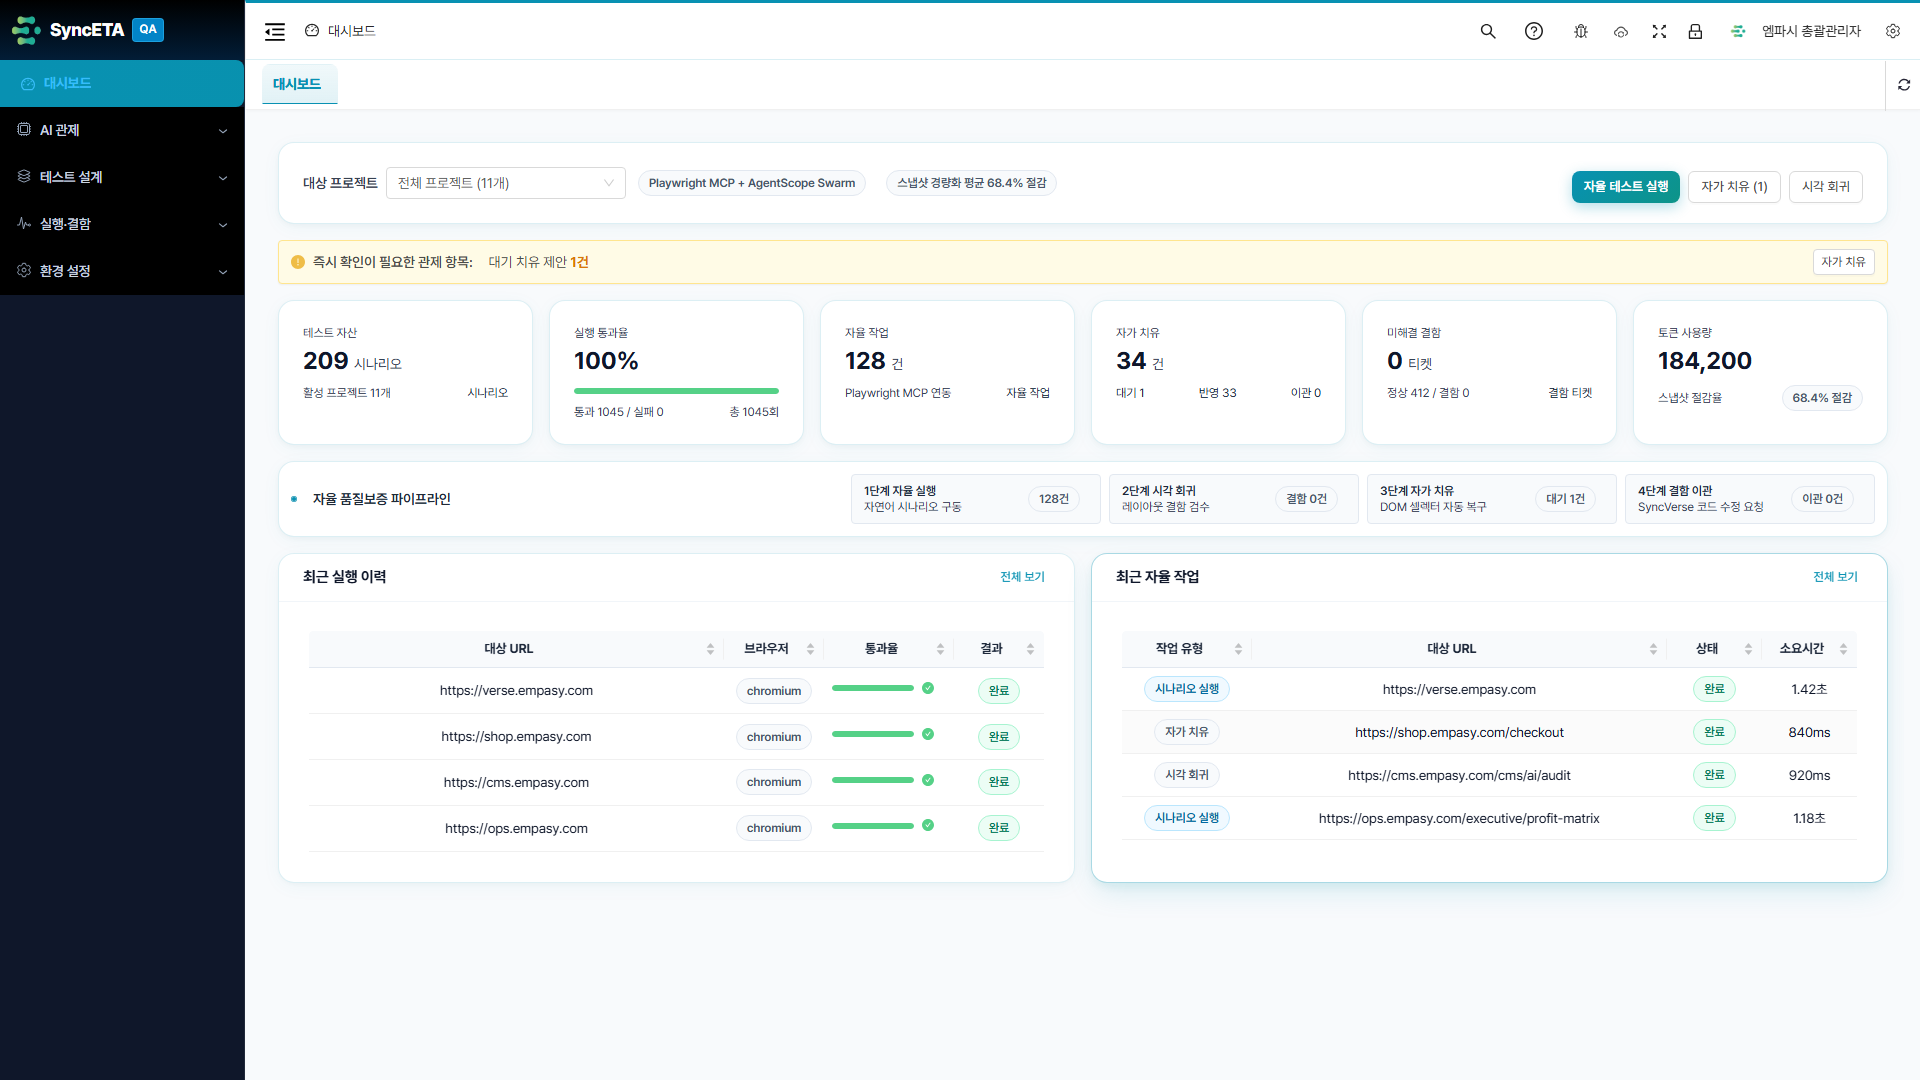 SyncETA QA
대시보드
AI 관제
테스트 설계
실행·결함
환경 설정
대시보드
엠파시 총괄관리자
대시보드
대상 프로젝트 전체 프로젝트 (11개) Playwright MCP + AgentScope Swarm 스냅샷 경량화 평균 68.4% 절감
자율 테스트 실행 자가 치유 (1) 시각 회귀
즉시 확인이 필요한 관제 항목: 대기 치유 제안 1건 자가 치유
테스트 자산
209 시나리오
활성 프로젝트 11개 시나리오
실행 통과율
100%
통과 1045 / 실패 0 총 1045회
자율 작업
128 건
Playwright MCP 연동 자율 작업
자가 치유
34 건
대기 1 반영 33 이관 0
미해결 결함
0 티켓
정상 412 / 결함 0 결함 티켓
토큰 사용량
184,200
스냅샷 절감율 68.4% 절감
자율 품질보증 파이프라인
1단계 자율 실행
자연어 시나리오 구동
128건
2단계 시각 회귀
레이아웃 결함 검수
결함 0건
3단계 자가 치유
DOM 셀렉터 자동 복구
대기 1건
4단계 결함 이관
SyncVerse 코드 수정 요청
이관 0건
최근 실행 이력 전체 보기
대상 URL 브라우저 통과율 결과
https://verse.empasy.com chromium 완료
https://shop.empasy.com chromium 완료
https://cms.empasy.com chromium 완료
https://ops.empasy.com chromium 완료
최근 자율 작업 전체 보기
작업 유형 대상 URL 상태 소요시간
시나리오 실행 https://verse.empasy.com 완료 1.42초
자가 치유 https://shop.empasy.com/checkout 완료 840ms
시각 회귀 https://cms.empasy.com/cms/ai/audit 완료 920ms
시나리오 실행 https://ops.empasy.com/executive/profit-matrix 완료 1.18초